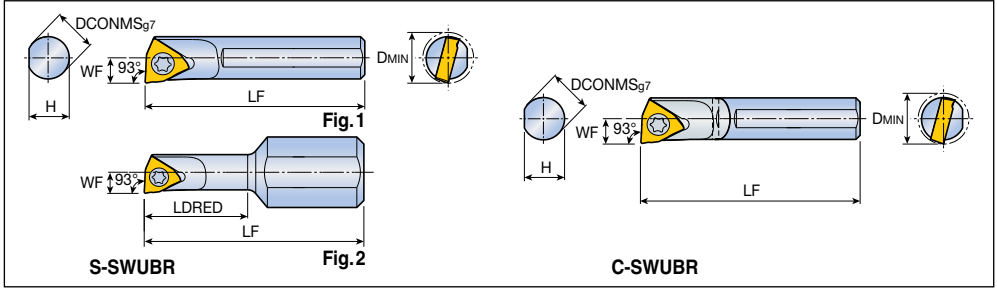 DCONMSg7
WF
93°
H
LF
DMIN
Fig.1
WF
93°
LDRED
LF
Fig.2
S-SWUBR
DCONMSg7
WF
93°
H
LF
DMIN
C-SWUBR